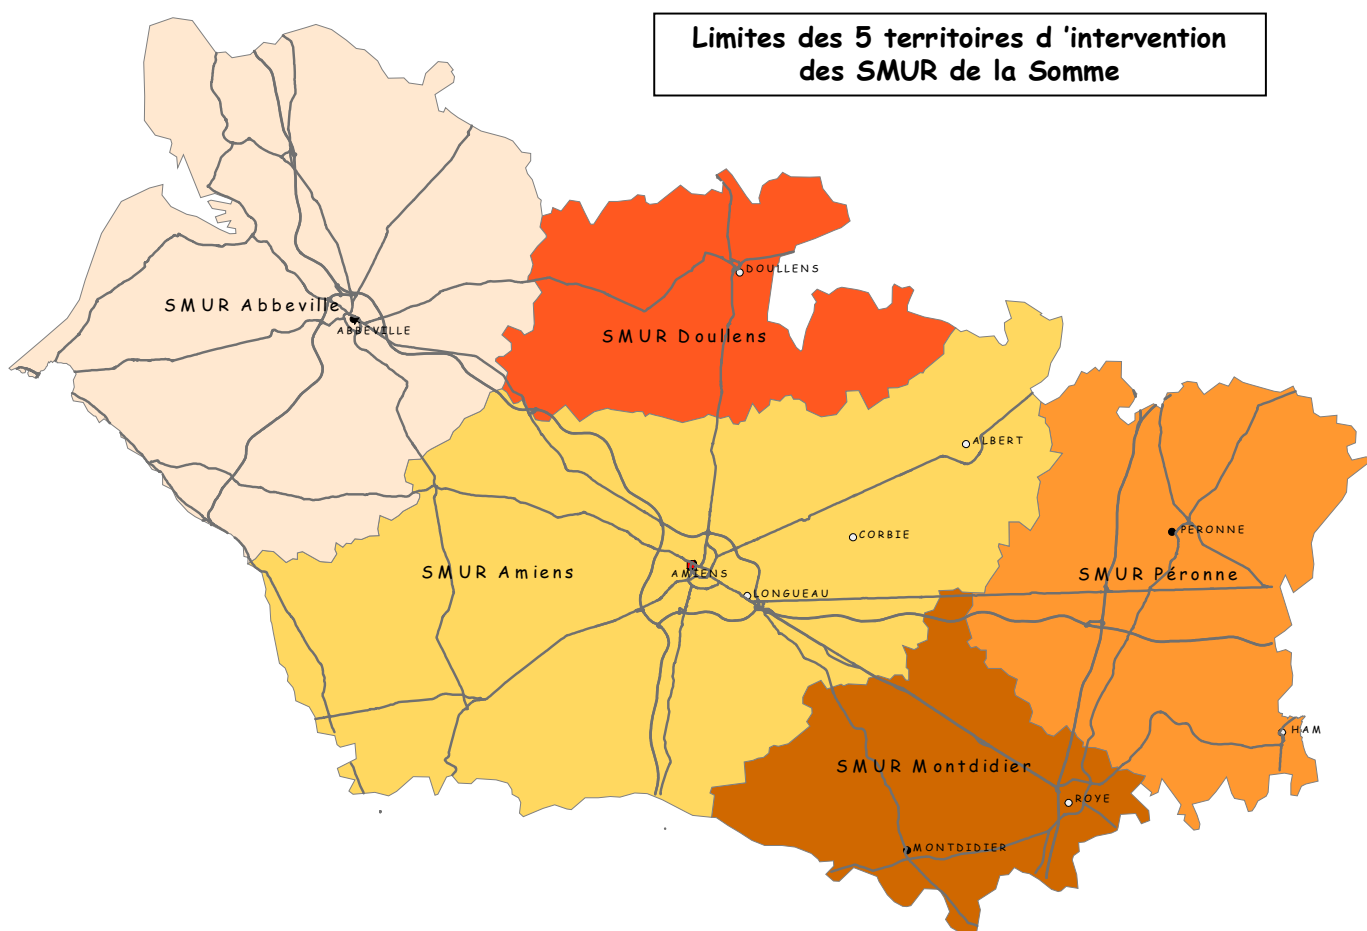 Limites des 5 territoires d 'intervention
des SMUR de la Somme
DOULLENS
SMUR Abbeville
ABBEVILLE
SMUR Doullens
ALBERT
CORBIE
PERONNE
SMUR Amiens
AMIENS
SMUR Péronne
LONGUEAU
HAM
SMUR Montdidier
ROYE
MONTDIDIER